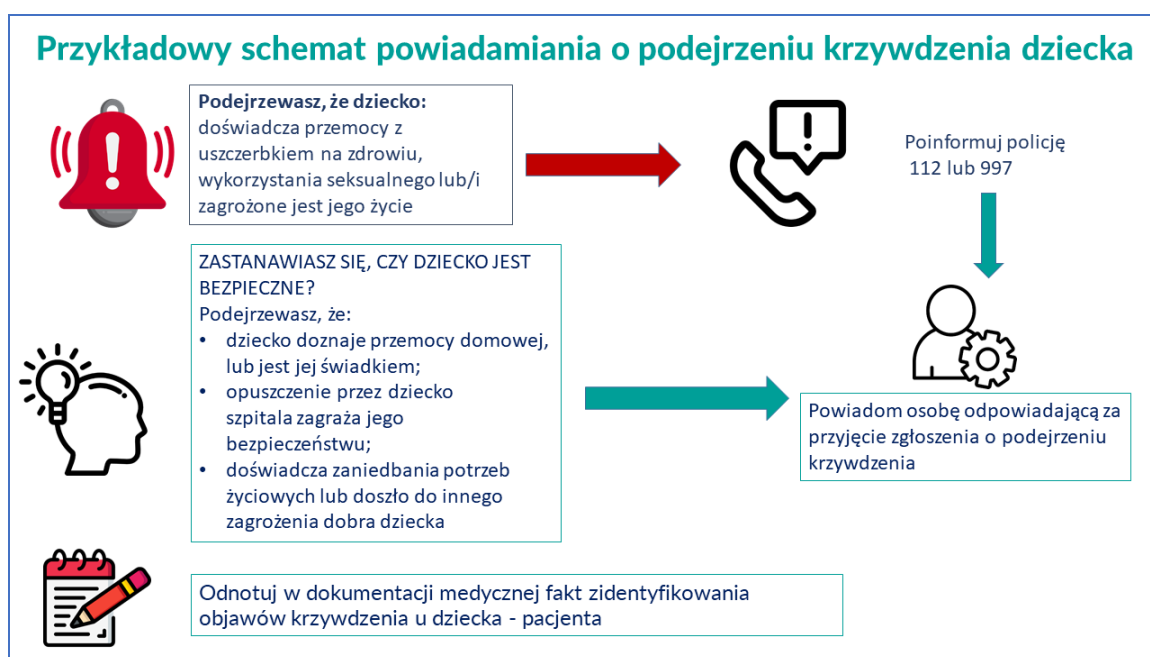 Przykładowy schemat powiadamiania o podejrzeniu krzywdzenia dziecka
Podejrzewasz, że dziecko:
doświadcza przemocy z
uszczerbkiem na zdrowiu,
wykorzystania seksualnego lub/i
zagrożone jest jego życie
Poinformuj policję
112 lub 997
ZASTANAWIASZ SIĘ, CZY DZIECKO JEST
BEZPIECZNE?
Podejrzewasz, że:
• dziecko doznaje przemocy domowej,
lub jest jej świadkiem;
• opuszczenie przez dziecko
szpitala zagraża jego
bezpieczeństwu;
• doświadcza zaniedbania potrzeb
życiowych lub doszło do innego
zagrożenia dobra dziecka
Powiadom osobę odpowiadającą za
przyjęcie zgłoszenia o podejrzeniu
krzywdzenia
Odnotuj w dokumentacji medycznej fakt zidentyfikowania
objawów krzywdzenia u dziecka - pacjenta